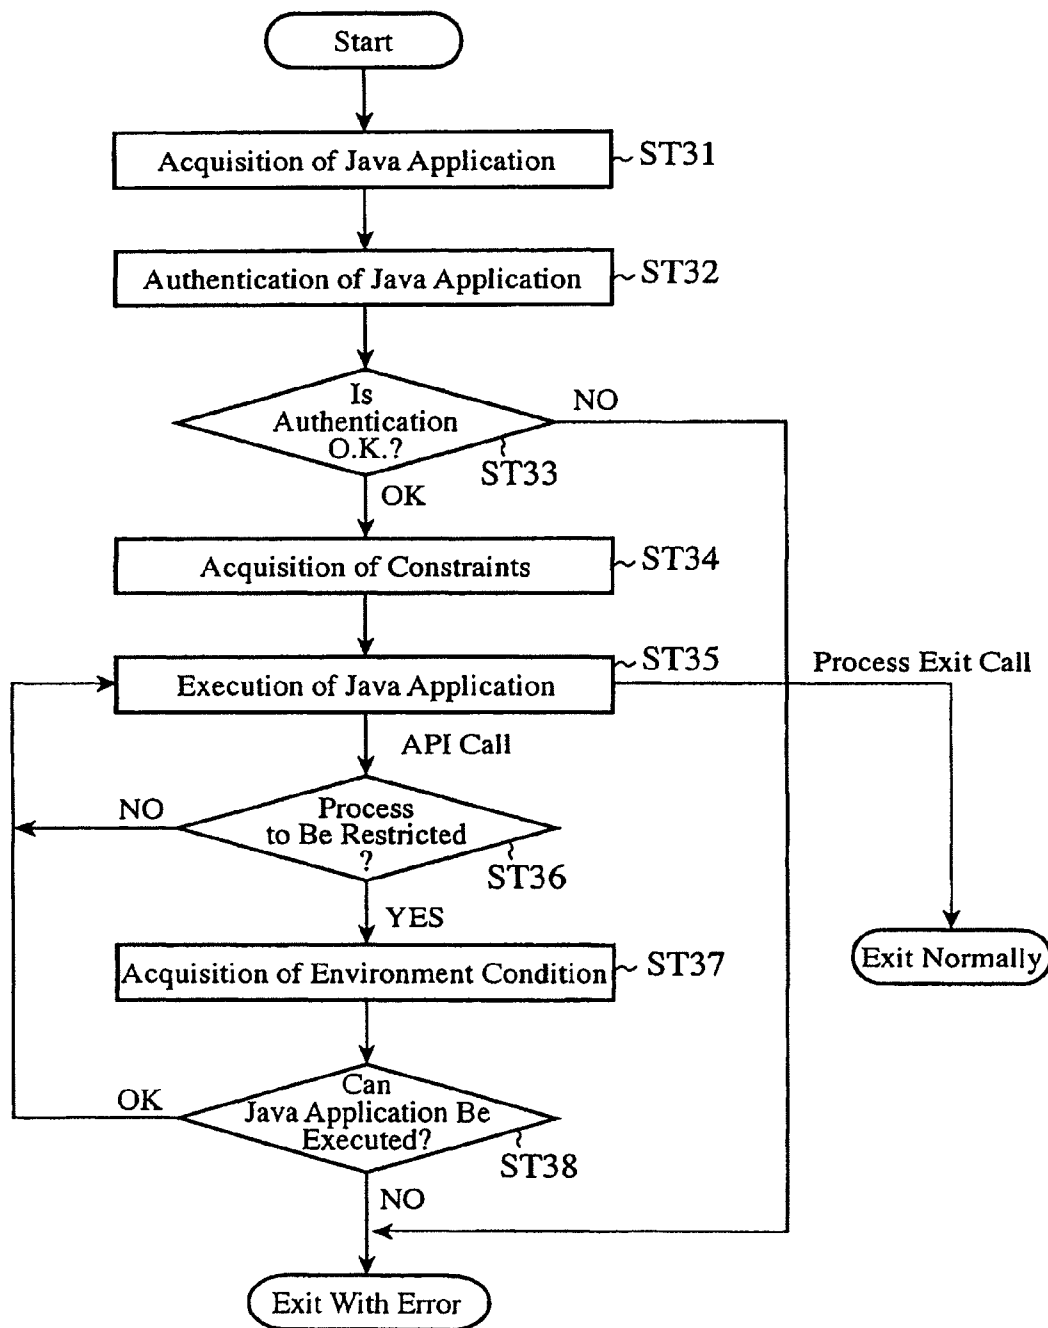 Start
Acquisition of Java Application
ST31
Authentication of Java Application
ST32
Is
Authentication
O.K.?
NO
ST33
OK
Acquisition of Constraints
ST34
Execution of Java Application
ST35
Process Exit Call
API Call
NO
Process
to Be Restricted
?
ST36
YES
Acquisition of Environment Condition
ST37
Exit Normally
OK
Can
Java Application Be
Executed?
ST38
NO
Exit With Error